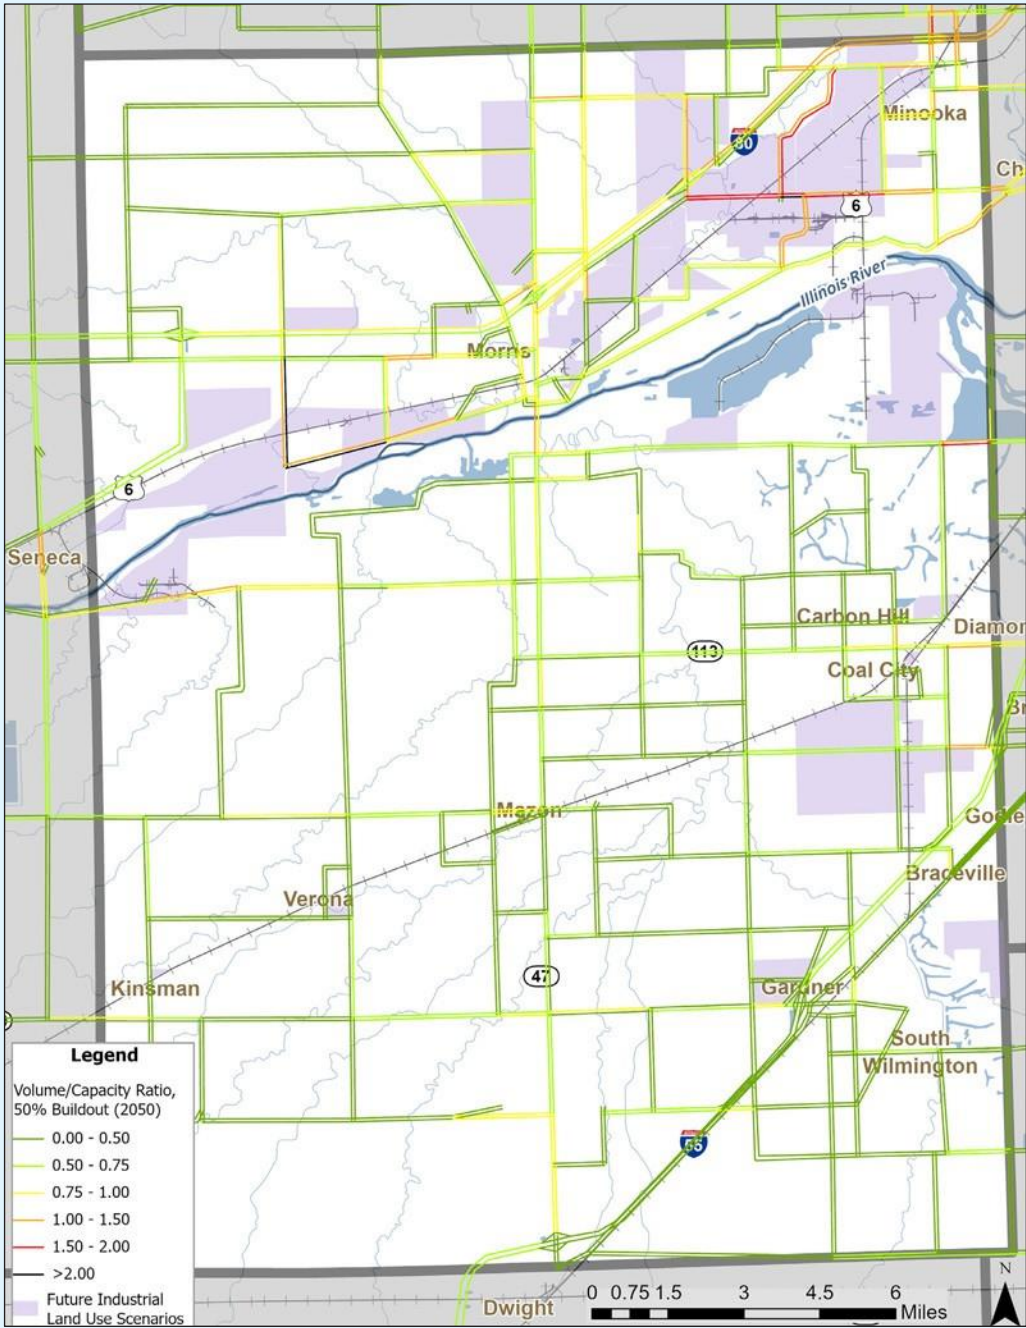 Minooka
80
Ch
6
Illinois River
Morris
6
Seneca
Carbon Hill
Diamon
113
Coal City
Br
Mazon
Godle
Braceville
Verona
47
Kinsman
Gardner
South
Wilmington
Legend
Volume/Capacity Ratio,
50% Buildout (2050)
0.00 - 0.50
0.50 - 0.75
0.75 - 1.00
1.00 - 1.50
1.50 - 2.00
>2.00
Future Industrial
Land Use Scenarios
55
N
0 0.75 1.5 3 4.5 6
Miles
Dwight